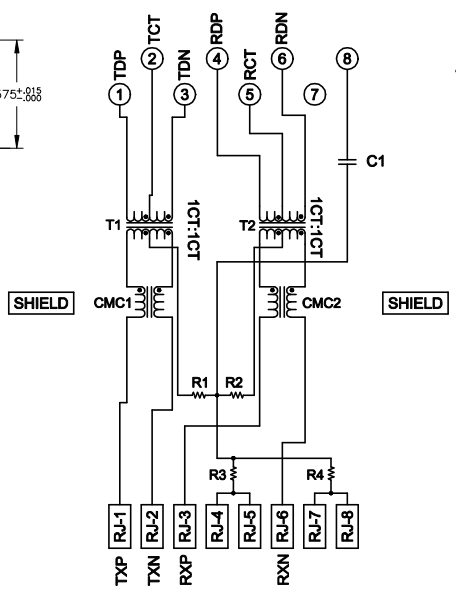 TDP
TCT
TDN
RDP
RCT
RDN
1
2
3
4
5
6
7
8
+.015
-.000
C1
T1
1CT:1CT
T2
1CT:1CT
SHIELD
CMC1
CMC2
SHIELD
R1
R2
R3
R4
RJ-1
RJ-2
RJ-3
RJ-4
RJ-5
RJ-6
RJ-7
RJ-8
TXP
TXN
RXP
RXN